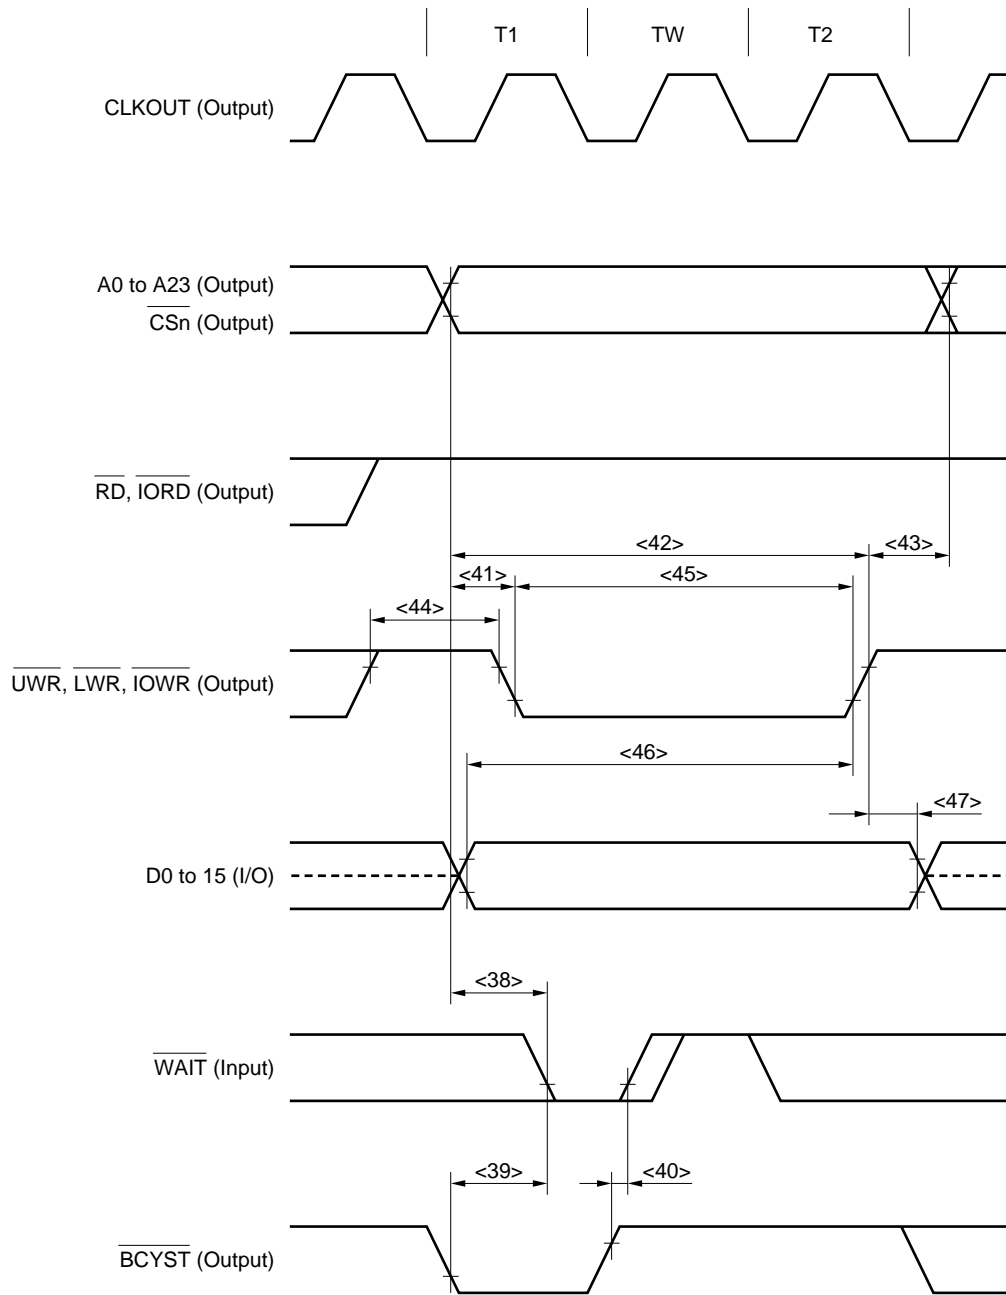 T1 TW T2
CLKOUT (Output)
A0 to A23 (Output)
CSn (Output)
RD, IORD (Output)
<42> <43>
<41> <45>
<44>
UWR, LWR, IOWR (Output)
<46>
<47>
D0 to 15 (I/O)
<38>
WAIT (Input)
<39> <40>
BCYST (Output)